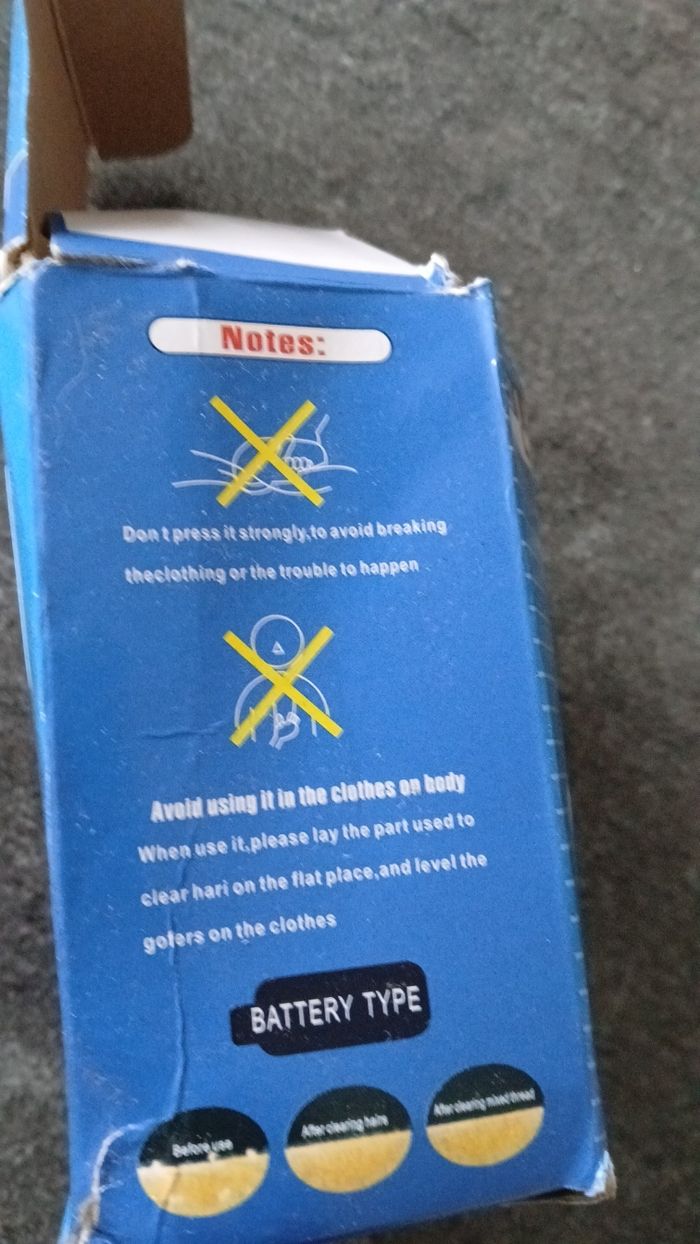 Notes:
Don t press it strongly,to avoid breaking
theclothing or the trouble to happen
Avoid using it in the clothes on body
When use it,please lay the part used to
clear hari on the flat place,and level the
gofers on the clothes
BATTERY TYPE
Before use
After clearing hairs
After clearing mixed thread